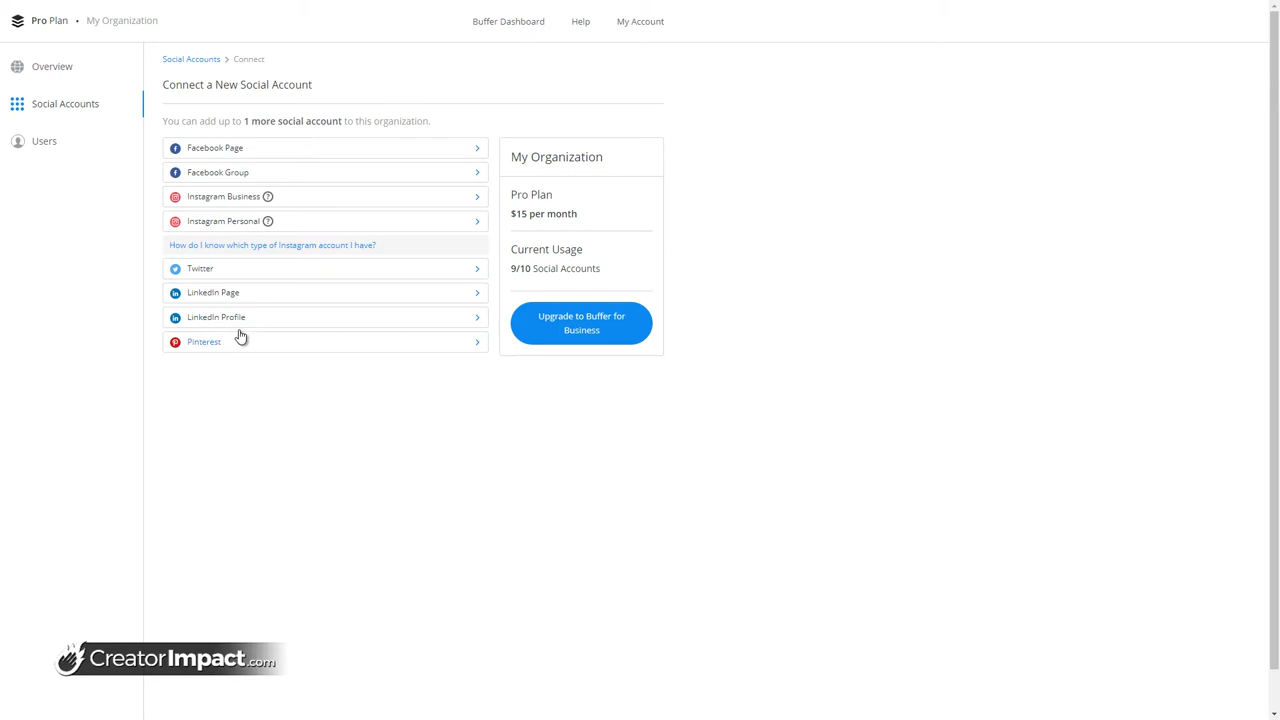 Pro Plan • My Organization
Buffer Dashboard Help My Account
Overview
Social Accounts
Users
Social Accounts > Connect
Connect a New Social Account
You can add up to 1 more social account to this organization.
Facebook Page
Facebook Group
Instagram Business ?
Instagram Personal ?
How do I know which type of Instagram account I have?
Twitter
LinkedIn Page
LinkedIn Profile
Pinterest
My Organization
Pro Plan
$15 per month
Current Usage
9/10 Social Accounts
Upgrade to Buffer for
Business
CreatorImpact.com